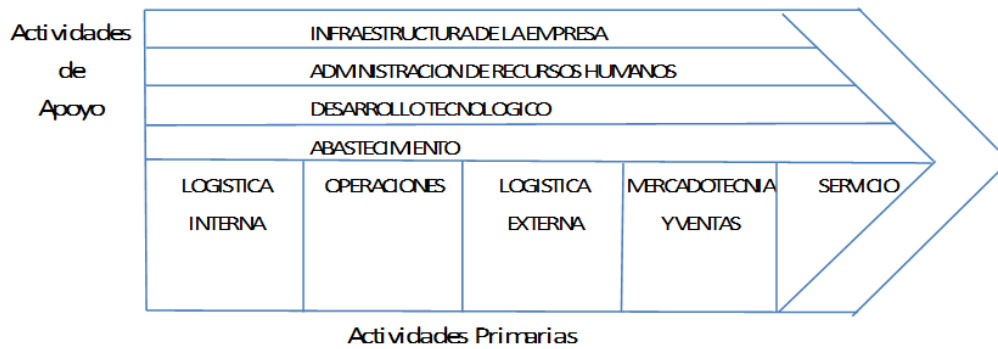 Actividades
de
Apoyo
INFRAESTRUCTURA DE LA EMPRESA
ADMINISTRACION DE RECURSOS HUMANOS
DESARROLLO TECNOLOGICO
ABASTECIMIENTO
LOGISTICA
INTERNA
OPERACIONES
LOGISTICA
EXTERNA
MERCADOTECNIA
Y VENTAS
SERVICIO
Actividades Primarias